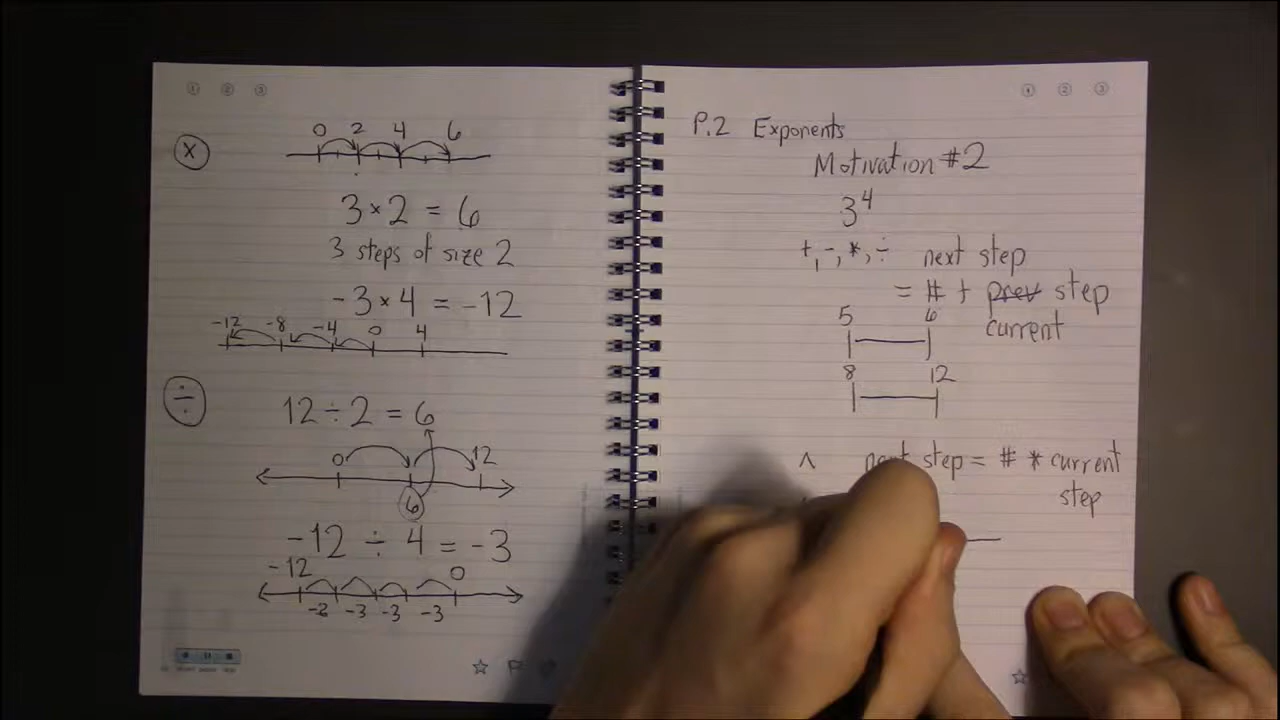 0 2 4 6
×
3 × 2 = 6
3 steps of size 2
-3 × 4 = -12
-12 -8 -4 0 4
÷
12 ÷ 2 = 6
0 12
6
-12 ÷ 4 = -3
-12 0
-3 -3 -3
P.2 Exponents
Motivation #2
3⁴
+, -, *, ÷ next step
= # + prev step
current
5 6
8 12
^ next step = # * current
step